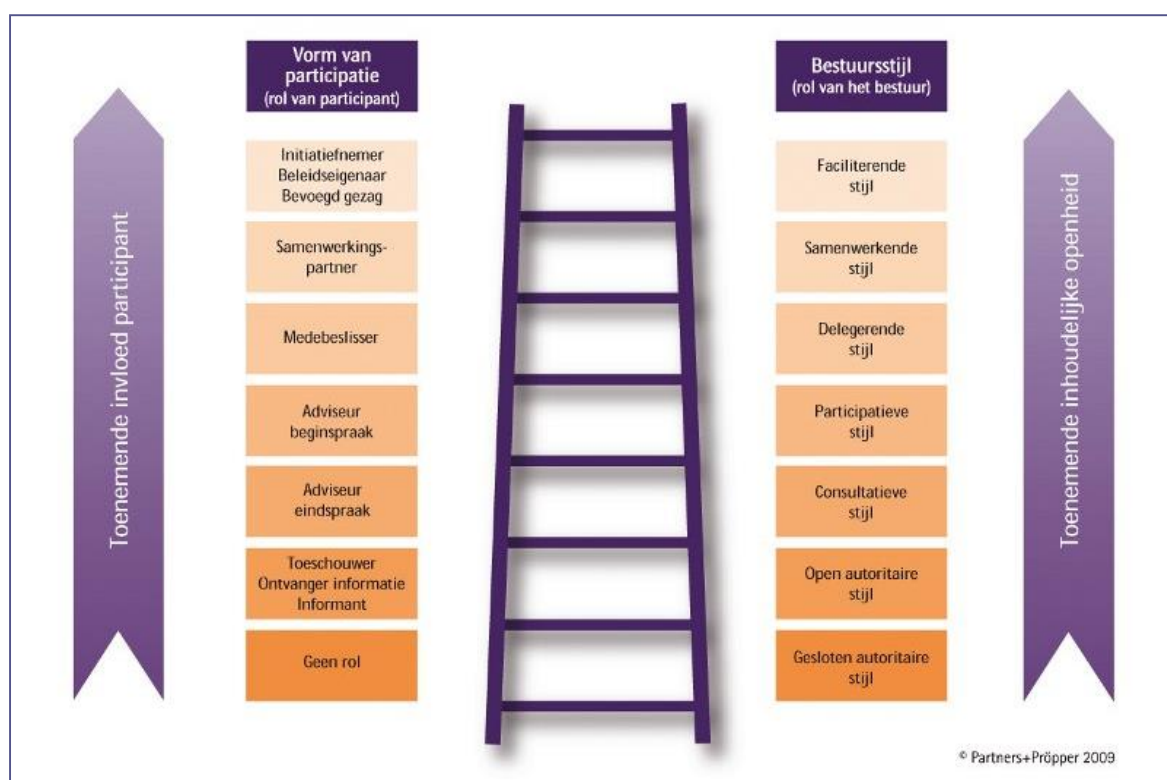 Vorm van
participatie
(rol van participant)
Bestuursstijl
(rol van het bestuur)
Toenemende invloed participant
Initiatiefnemer
Beleidseigenaar
Bevoegd gezag
Faciliterende
stijl
Samenwerkings-
partner
Samenwerkende
stijl
Medebeslisser
Delegerende
stijl
Adviseur
beginspraak
Participatieve
stijl
Adviseur
eindspraak
Consultatieve
stijl
Toeschouwer
Ontvanger informatie
Informant
Open autoritaire
stijl
Geen rol
Gesloten autoritaire
stijl
Toenemende inhoudelijke openheid
© Partners+Pröpper 2009